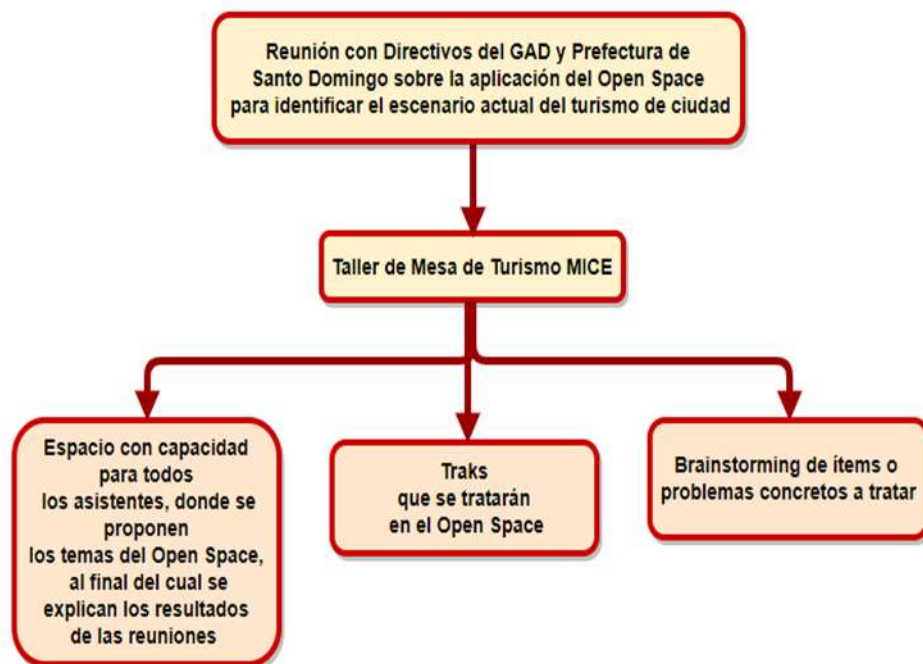 Reunión con Directivos del GAD y Prefectura de
Santo Domingo sobre la aplicación del Open Space
para identificar el escenario actual del turismo de ciudad
Taller de Mesa de Turismo MICE
Espacio con capacidad
para todos
los asistentes, donde se
proponen
los temas del Open Space,
al final del cual se
explican los resultados
de las reuniones
Traks
que se tratarán
en el Open Space
Brainstorming de ítems o
problemas concretos a tratar